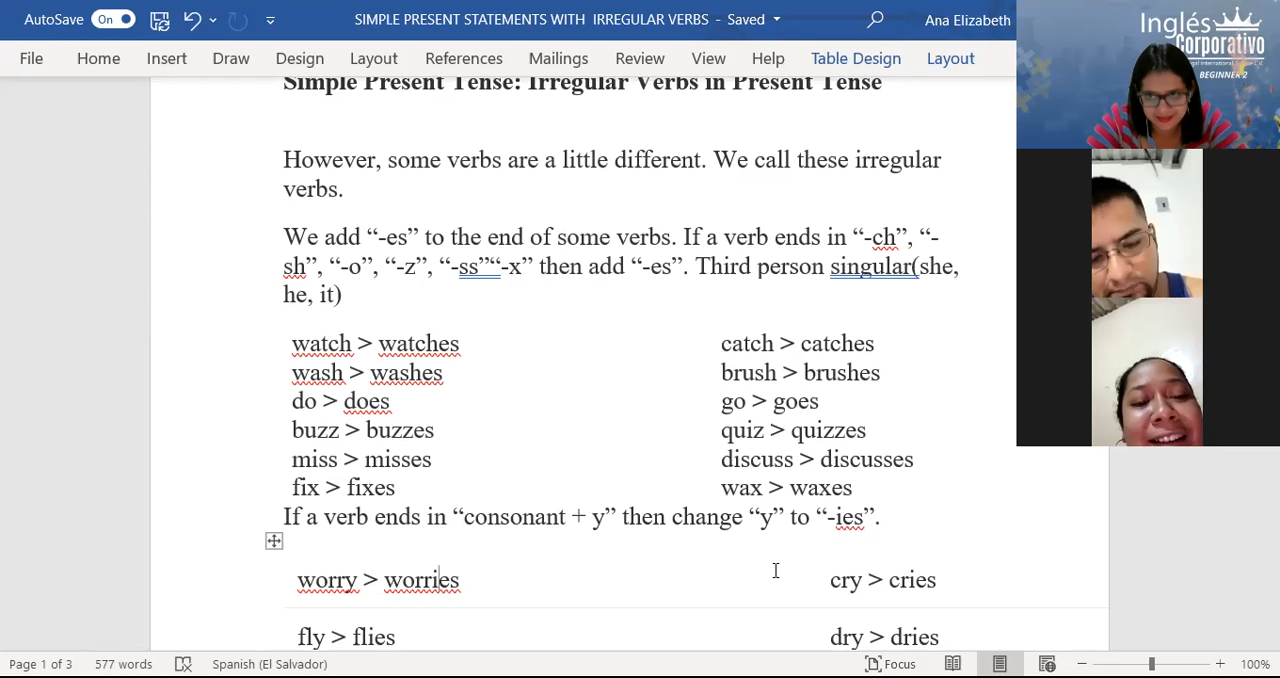 AutoSave On SIMPLE PRESENT STATEMENTS WITH IRREGULAR VERBS - Saved Ana Elizabeth
File Home Insert Draw Design Layout References Mailings Review View Help Table Design Layout
Inglés
Corporativo
BEGINNER 2
Simple Present Tense: Irregular Verbs in Present Tense
However, some verbs are a little different. We call these irregular
verbs.
We add “-es” to the end of some verbs. If a verb ends in “-ch”, “-
sh”, “-o”, “-z”, “-ss”“-x” then add “-es”. Third person singular(she,
he, it)
watch > watches catch > catches
wash > washes brush > brushes
do > does go > goes
buzz > buzzes quiz > quizzes
miss > misses discuss > discusses
fix > fixes wax > waxes
If a verb ends in “consonant + y” then change “y” to “-ies”.
worry > worries cry > cries
fly > flies dry > dries
Page 1 of 3 577 words Spanish (El Salvador) Focus 100%